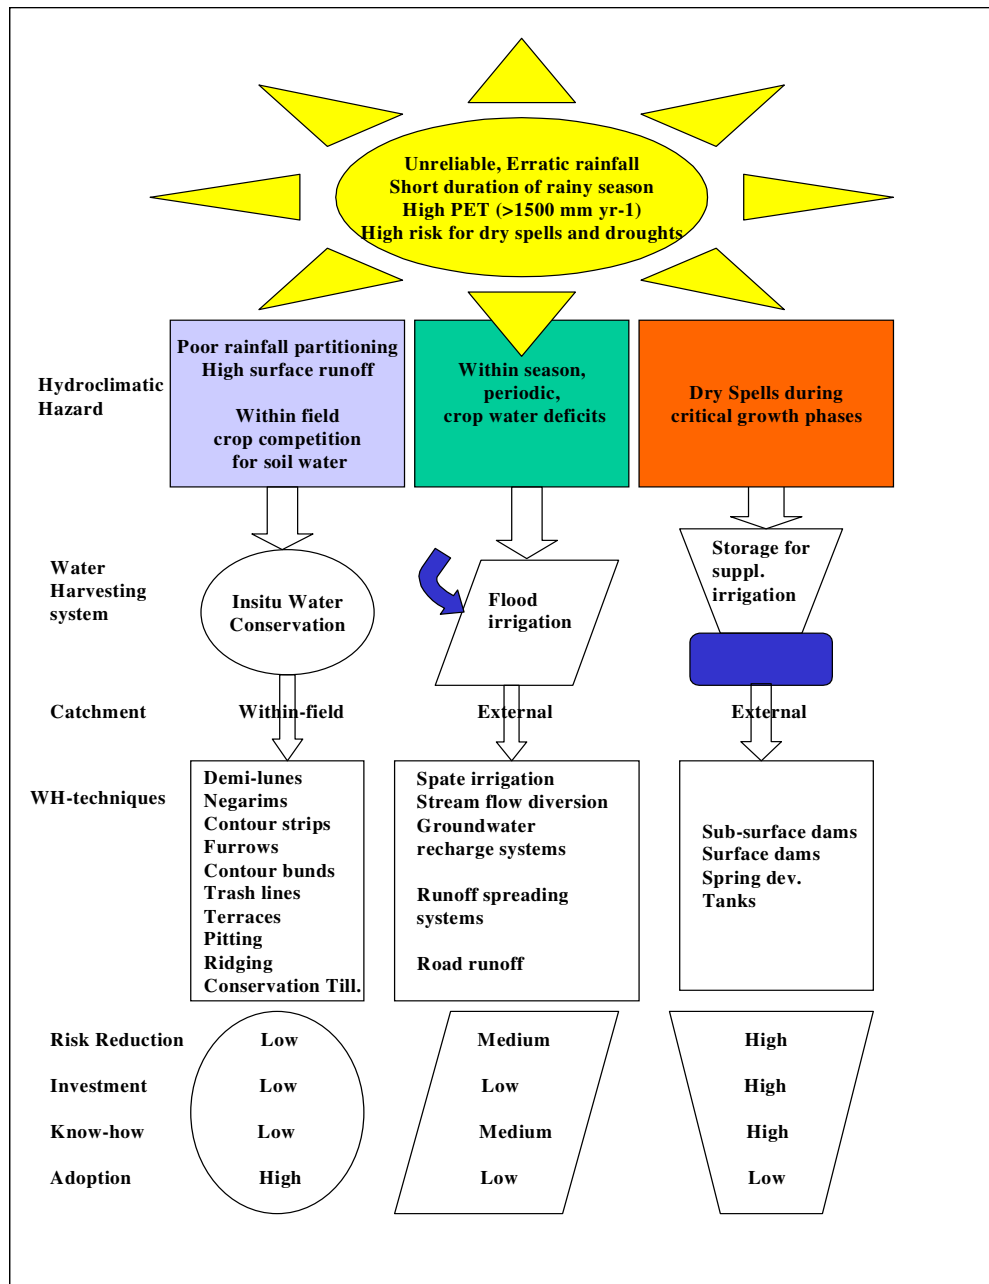 Unreliable, Erratic rainfall
Short duration of rainy season
High PET (>1500 mm yr-1)
High risk for dry spells and droughts
Hydroclimatic
Hazard
Poor rainfall partitioning
High surface runoff
Within field
crop competition
for soil water
Within season,
periodic,
crop water deficits
Dry Spells during
critical growth phases
Water
Harvesting
system
Insitu Water
Conservation
Flood
irrigation
Storage for
suppl.
irrigation
Catchment
Within-field
External
External
WH-techniques
Demi-lunes
Negarims
Contour strips
Furrows
Contour bunds
Trash lines
Terraces
Pitting
Ridging
Conservation Till.
Spate irrigation
Stream flow diversion
Groundwater
recharge systems
Runoff spreading
systems
Road runoff
Sub-surface dams
Surface dams
Spring dev.
Tanks
Risk Reduction Low Medium High
Investment Low Low High
Know-how Low Medium High
Adoption High Low Low